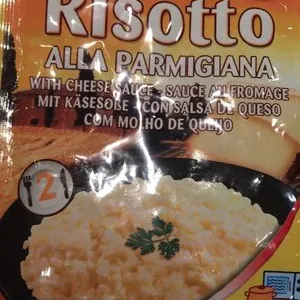 Risotto
ALLA PARMIGIANA
WITH CHEESE SAUCE - SAUCE AU FROMAGE
MIT KÄSESOßE - CON SALSA DE QUESO
COM MOLHO DE QUEIJO
2